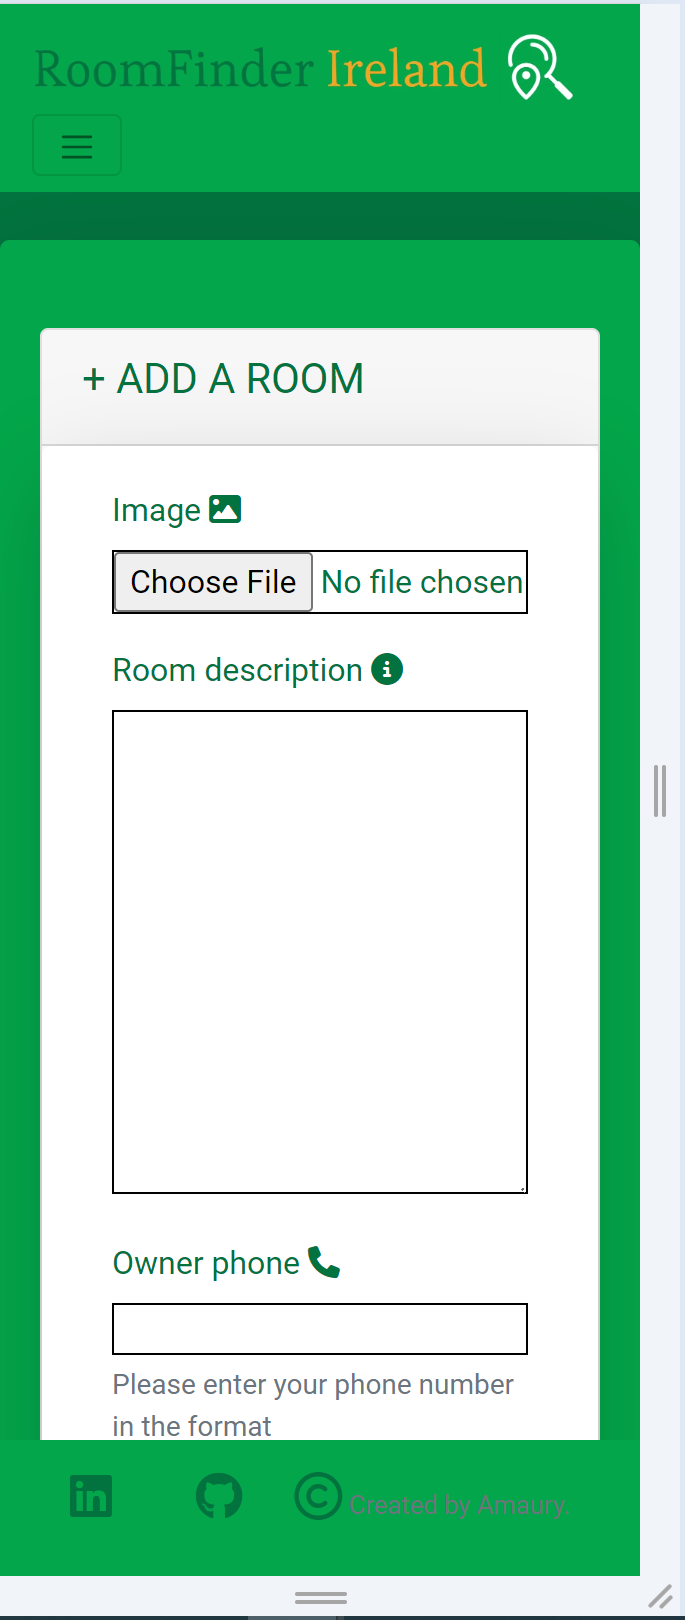 RoomFinder Ireland
+ ADD A ROOM
Image
Choose File No file chosen
Room description
Owner phone
Please enter your phone number
in the format
Created by Amaury.